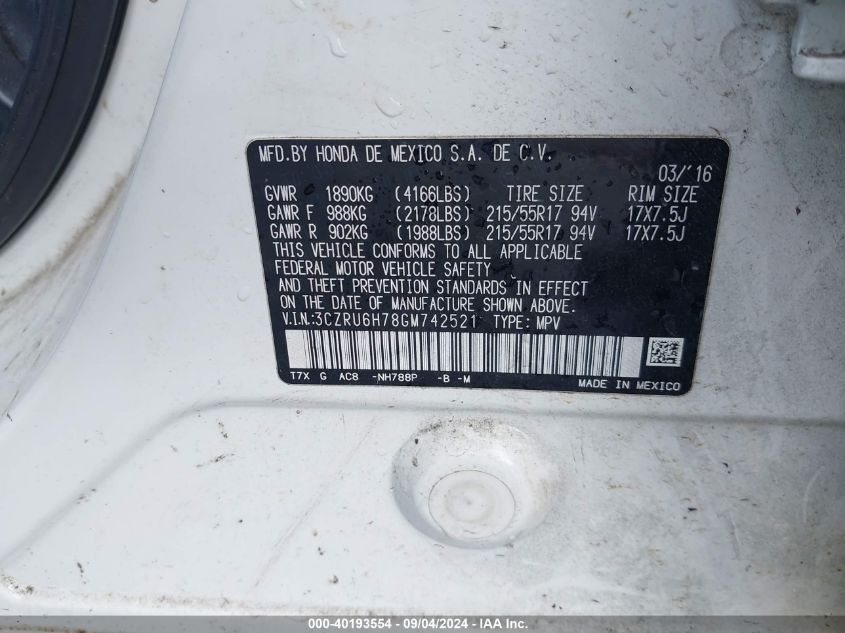 MFD.BY HONDA DE MEXICO S.A. DE C.V.
03/'16
GVWR 1890KG (4166LBS) TIRE SIZE RIM SIZE
GAWR F 988KG (2178LBS) 215/55R17 94V 17X7.5J
GAWR R 902KG (1988LBS) 215/55R17 94V 17X7.5J
THIS VEHICLE CONFORMS TO ALL APPLICABLE
FEDERAL MOTOR VEHICLE SAFETY
AND THEFT PREVENTION STANDARDS IN EFFECT
ON THE DATE OF MANUFACTURE SHOWN ABOVE.
V.I.N.:3CZRU6H78GM742521 TYPE: MPV
T7X G AC8 -NH788P -B -M
MADE IN MEXICO
000-40193554 - 09/04/2024 - IAA Inc.